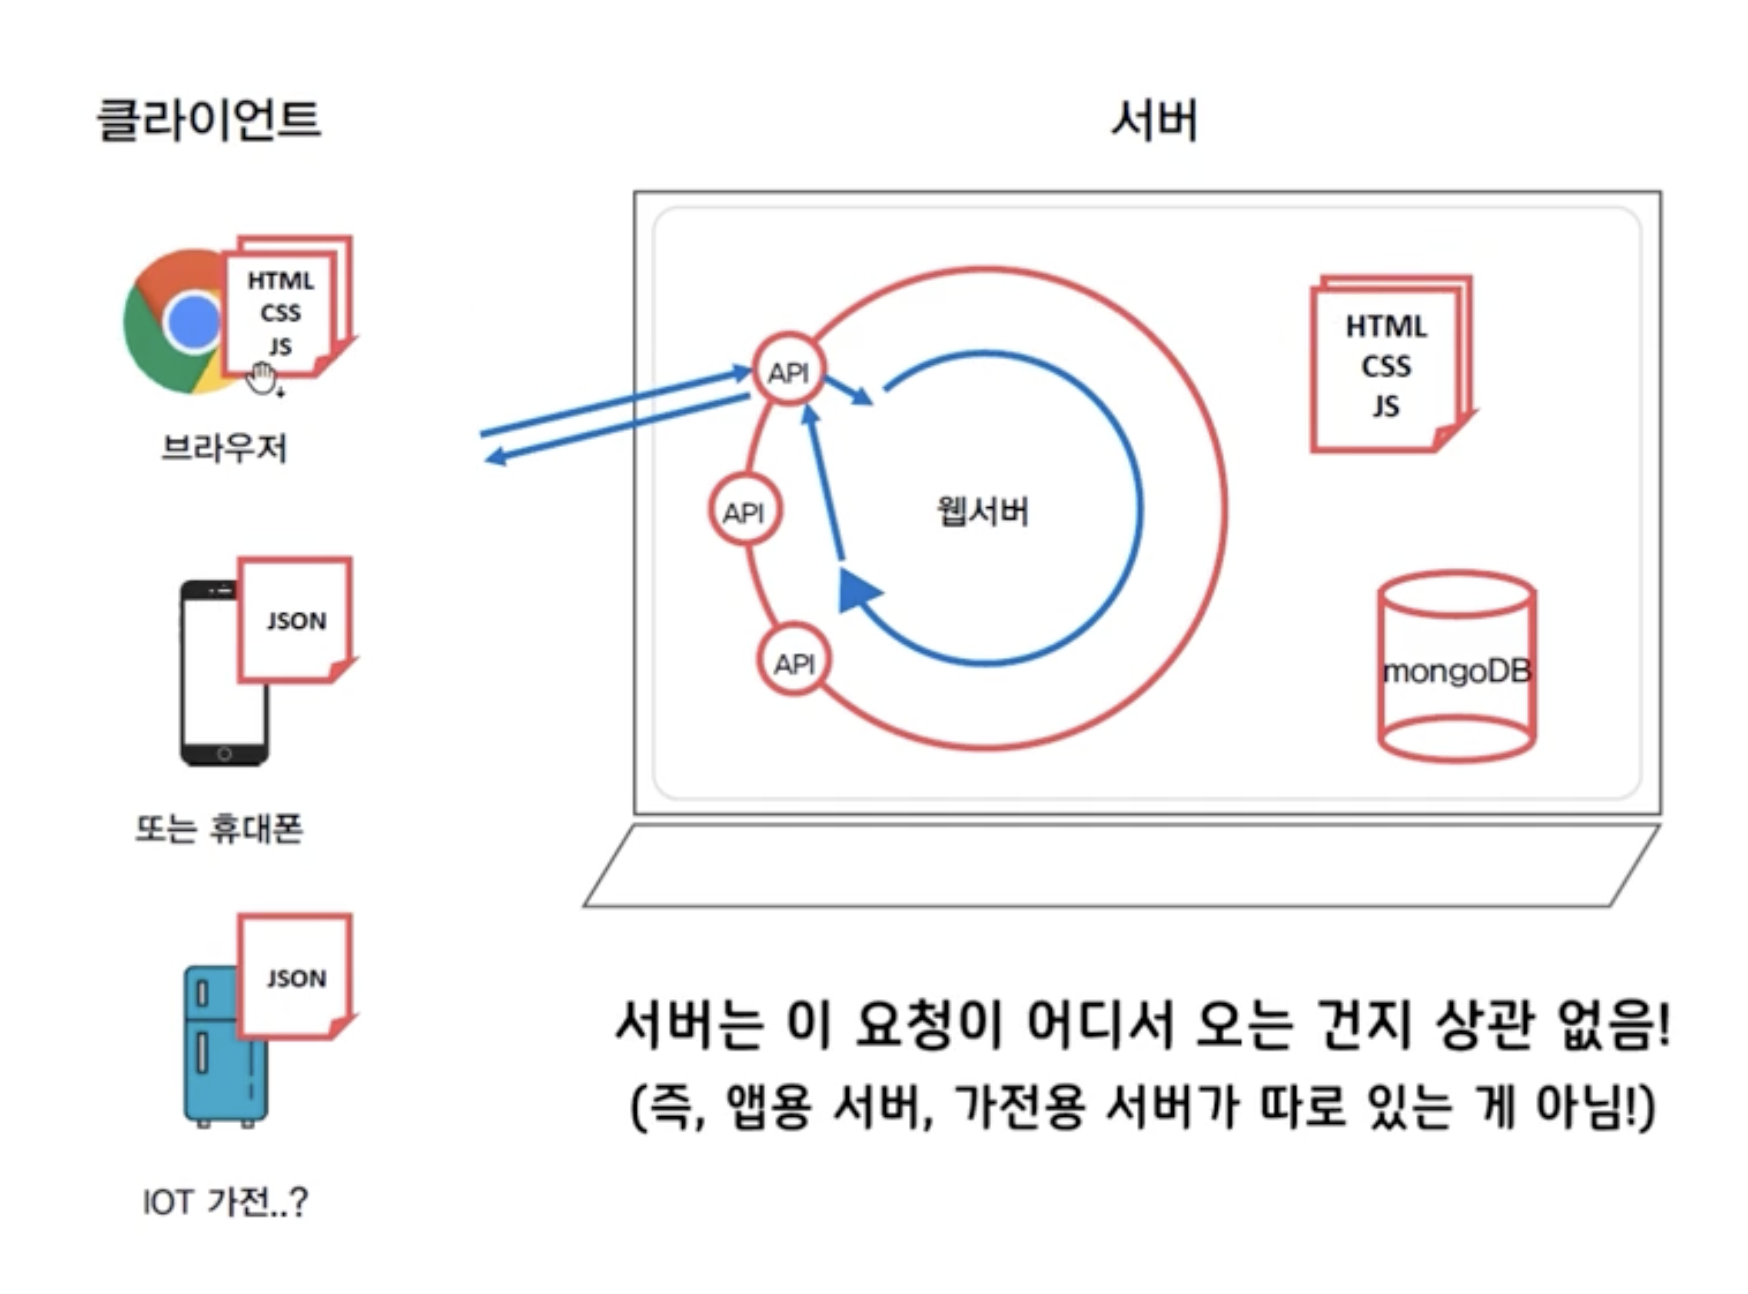 클라이언트
서버
HTML
CSS
JS
브라우저
JSON
또는 휴대폰
JSON
IOT 가전..?
API
API
API
웹서버
HTML
CSS
JS
mongoDB
서버는 이 요청이 어디서 오는 건지 상관 없음!
(즉, 앱용 서버, 가전용 서버가 따로 있는 게 아님!)